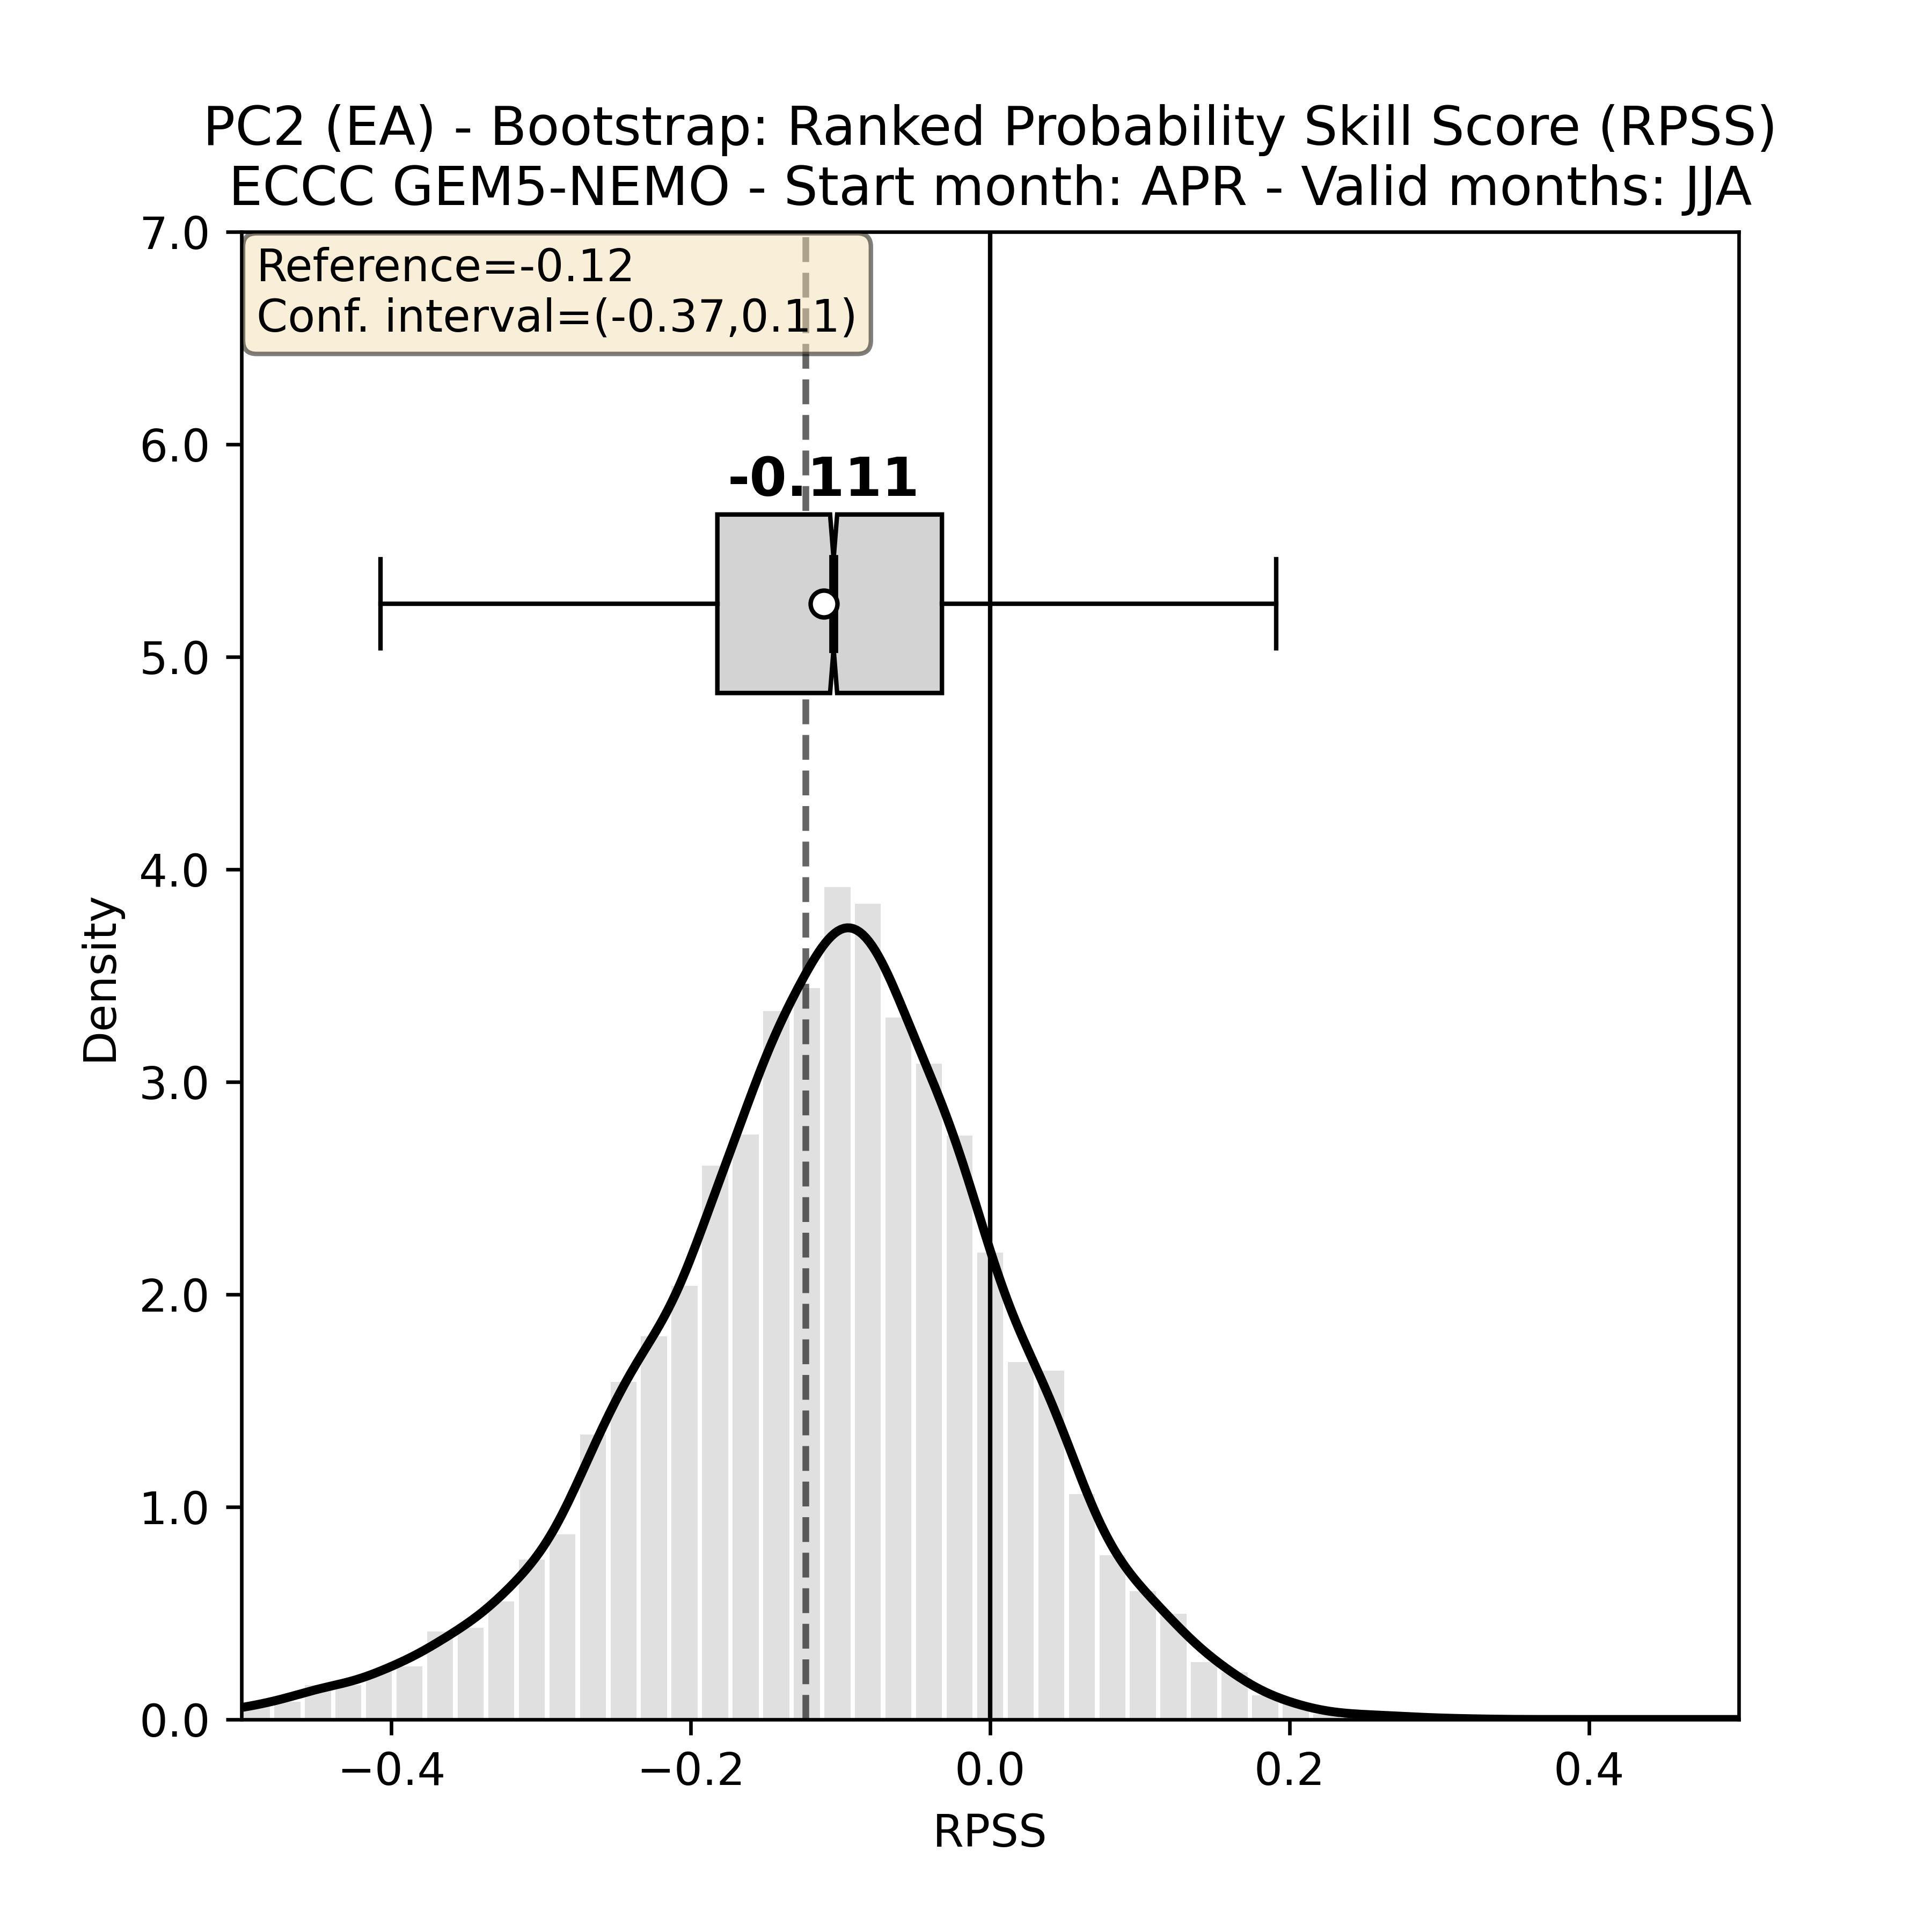 PC2 (EA) - Bootstrap: Ranked Probability Skill Score (RPSS)
ECCC GEM5-NEMO - Start month: APR - Valid months: JJA
7.0
Reference=-0.12
Conf. interval=(-0.37,0.11)
6.0
-0.111
5.0
4.0
Density
3.0
2.0
1.0
0.0
−0.4 −0.2 0.0 0.2 0.4
RPSS